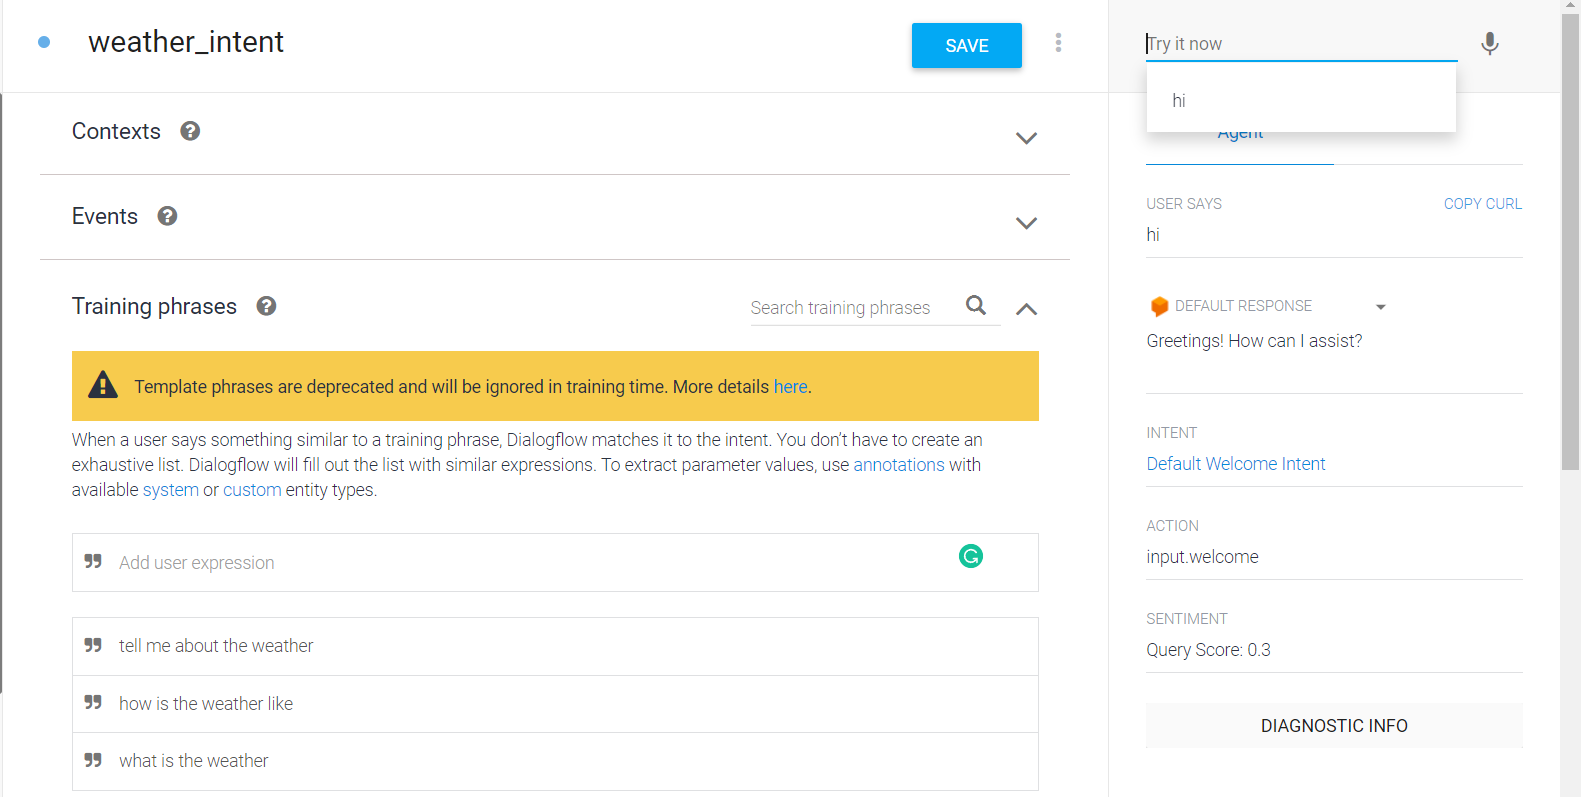 weather_intent
SAVE
Contexts
Events
Training phrases
Search training phrases
Template phrases are deprecated and will be ignored in training time. More details here.
When a user says something similar to a training phrase, Dialogflow matches it to the intent. You don't have to create an
exhaustive list. Dialogflow will fill out the list with similar expressions. To extract parameter values, use annotations with
available system or custom entity types.
Add user expression
tell me about the weather
how is the weather like
what is the weather
Try it now
hi
Agent
USER SAYS
COPY CURL
hi
DEFAULT RESPONSE
Greetings! How can I assist?
INTENT
Default Welcome Intent
ACTION
input.welcome
SENTIMENT
Query Score: 0.3
DIAGNOSTIC INFO